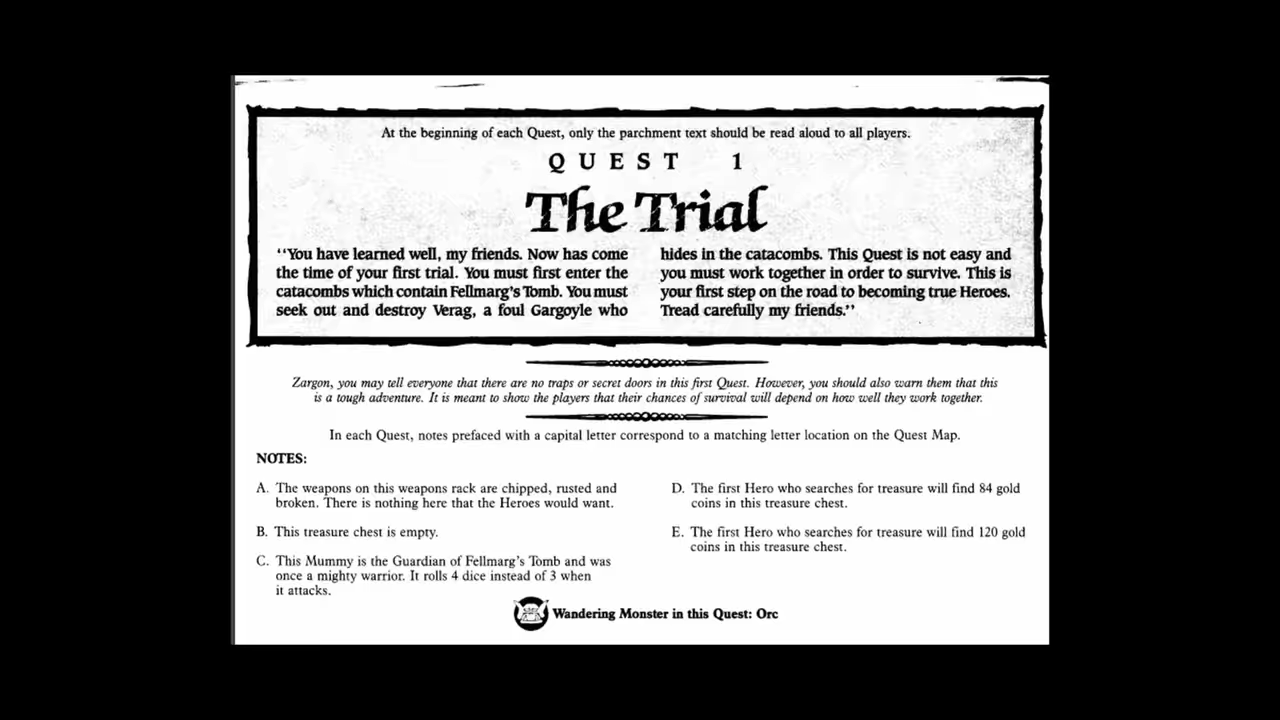 At the beginning of each Quest, only the parchment text should be read aloud to all players.
QUEST 1
The Trial
‘‘You have learned well, my friends. Now has come
the time of your first trial. You must first enter the
catacombs which contain Fellmarg's Tomb. You must
seek out and destroy Verag, a foul Gargoyle who
hides in the catacombs. This Quest is not easy and
you must work together in order to survive. This is
your first step on the road to becoming true Heroes.
Tread carefully my friends.’’
Zargon, you may tell everyone that there are no traps or secret doors in this first Quest. However, you should also warn them that this
is a tough adventure. It is meant to show the players that their chances of survival will depend on how well they work together.
In each Quest, notes prefaced with a capital letter correspond to a matching letter location on the Quest Map.
NOTES:
A. The weapons on this weapons rack are chipped, rusted and
broken. There is nothing here that the Heroes would want.
B. This treasure chest is empty.
C. This Mummy is the Guardian of Fellmarg's Tomb and was
once a mighty warrior. It rolls 4 dice instead of 3 when
it attacks.
D. The first Hero who searches for treasure will find 84 gold
coins in this treasure chest.
E. The first Hero who searches for treasure will find 120 gold
coins in this treasure chest.
Wandering Monster in this Quest: Orc